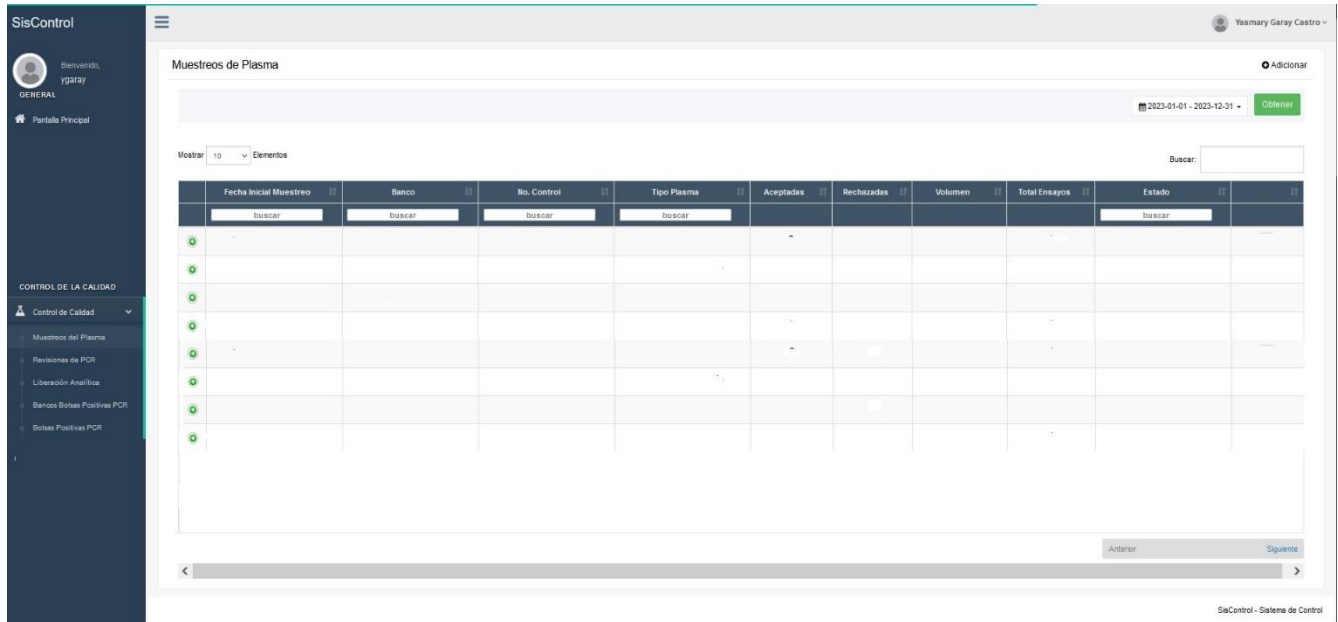 SisControl
Yasmary Garay Castro
Bienvenido,
ygaray
GENERAL
Pantalla Principal
CONTROL DE LA CALIDAD
Control de Calidad
Muestreos del Plasma
Revisiones de PCR
Liberación Analítica
Bancos Bolsas Positivas PCR
Bolsas Positivas PCR
Muestreos de Plasma
Adicionar
2023-01-01 - 2023-12-31
Obtener
Mostrar 10 Elementos
Buscar:
Fecha Inicial Muestreo Banco No. Control Tipo Plasma Aceptadas Rechazadas Volumen Total Ensayos Estado
buscar buscar buscar buscar buscar
Anterior Siguiente
SisControl - Sistema de Control